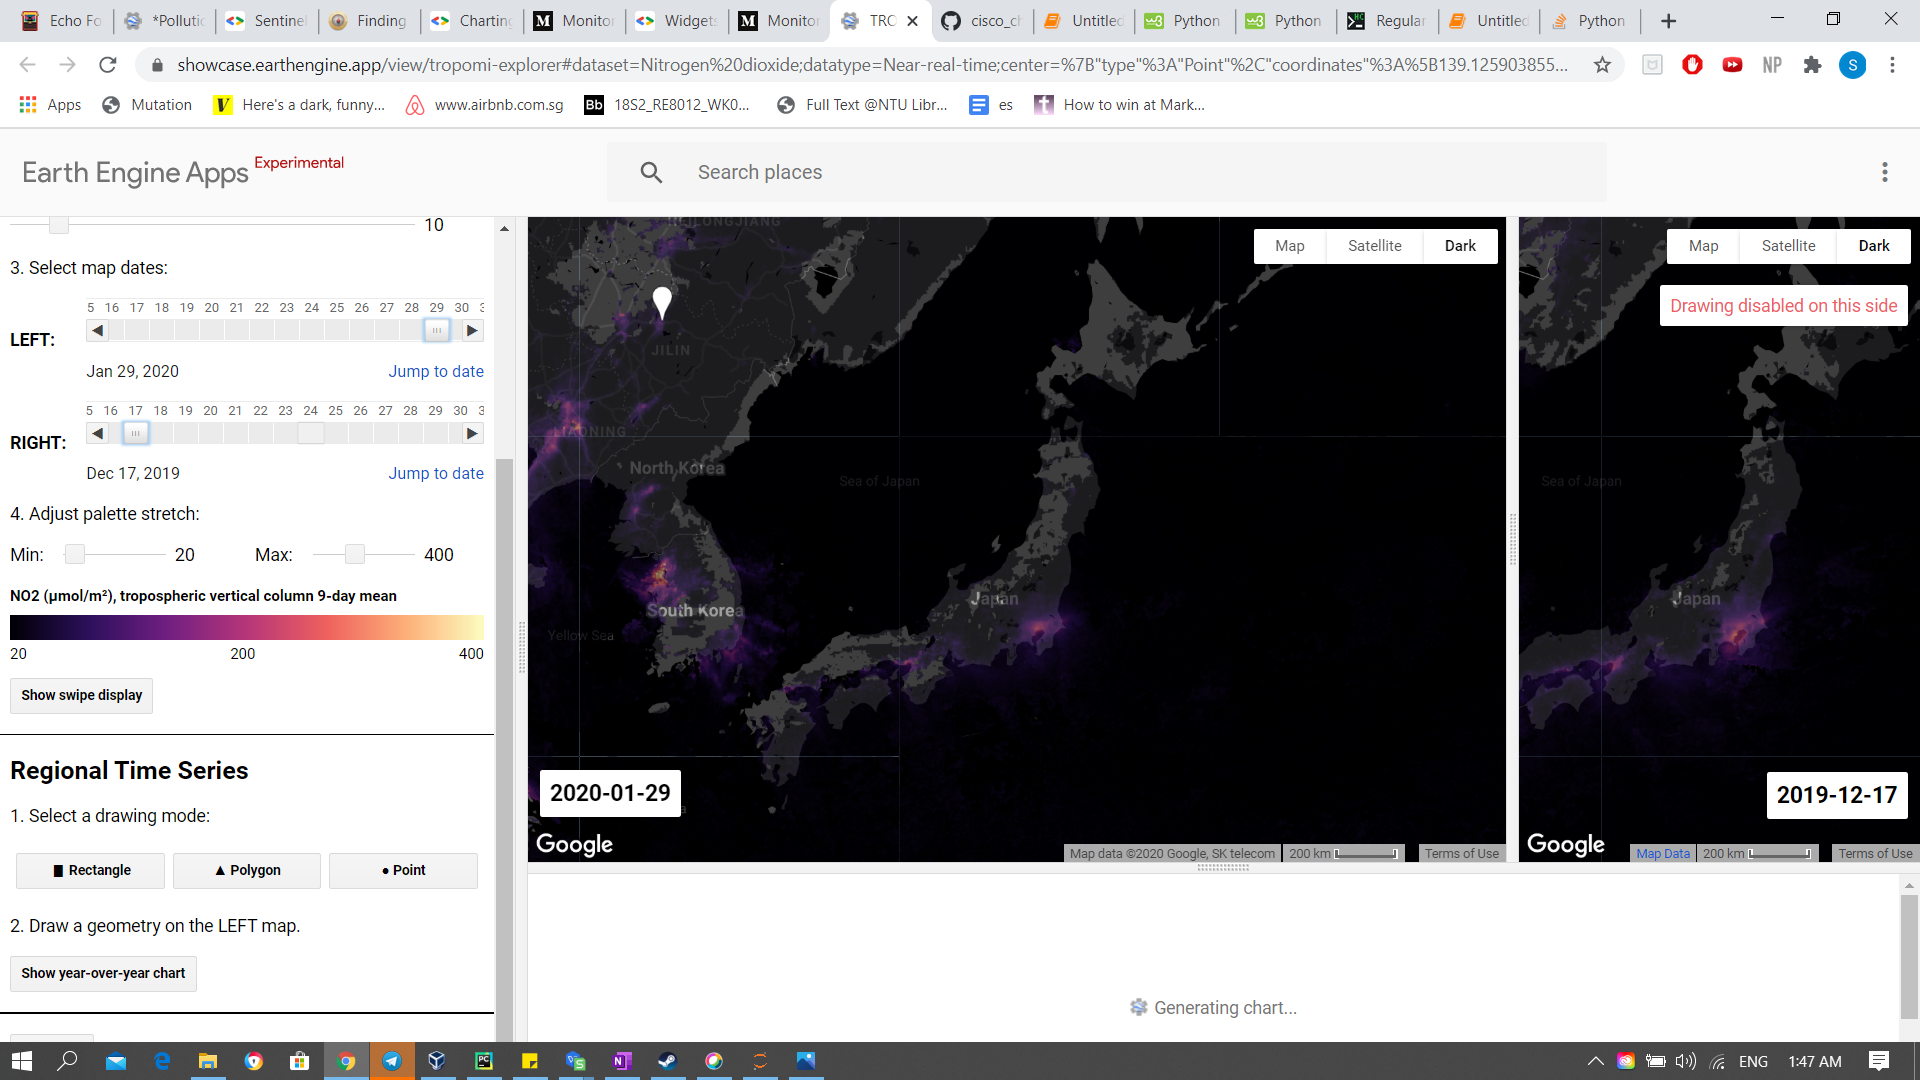 Echo Fo
*Pollutic
Sentinel
Finding
Charting
Monitor
Widgets
Monitor
TRO
cisco_ch
Untitled
Python
Python
Regular
Untitled
Python
showcase.earthengine.app/view/tropomi-explorer#dataset=Nitrogen%20dioxide;datatype=Near-real-time;center=%7B"type"%3A"Point"%2C"coordinates"%3A%5B139.125903855...
NP
S
Apps
Mutation
Here's a dark, funny...
www.airbnb.com.sg
Bb 18S2_RE8012_WK0...
Full Text @NTU Libr...
es
How to win at Mark...
Earth Engine Apps Experimental
Search places
10
3. Select map dates:
5 16 17 18 19 20 21 22 23 24 25 26 27 28 29 30 3
LEFT:
Jan 29, 2020 Jump to date
5 16 17 18 19 20 21 22 23 24 25 26 27 28 29 30 3
RIGHT:
Dec 17, 2019 Jump to date
4. Adjust palette stretch:
Min: 20 Max: 400
NO2 (µmol/m²), tropospheric vertical column 9-day mean
20 200 400
Show swipe display
Regional Time Series
1. Select a drawing mode:
Rectangle
Polygon
Point
2. Draw a geometry on the LEFT map.
Show year-over-year chart
Map Satellite Dark
JILIN
LIAONING
North Korea
Sea of Japan
South Korea
Japan
Yellow Sea
2020-01-29
Google
Map data ©2020 Google, SK telecom 200 km Terms of Use
Map Satellite Dark
Drawing disabled on this side
Sea of Japan
Japan
2019-12-17
Google
Map Data 200 km Terms of Use
Generating chart...
ENG
1:47 AM